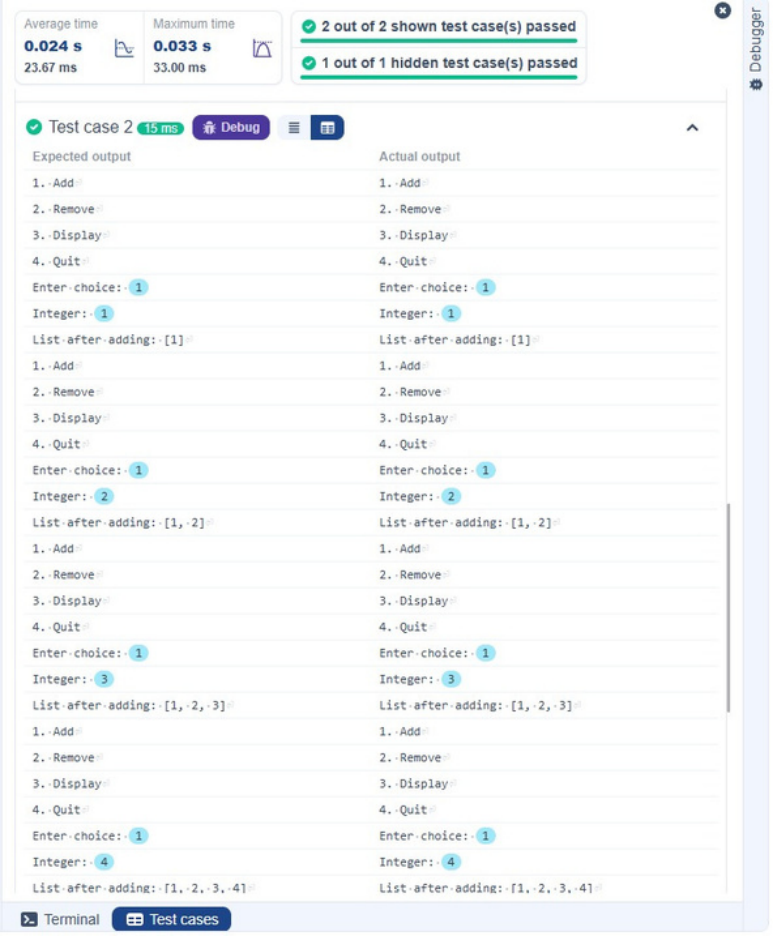 Average time
0.024 s
23.67 ms
Maximum time
0.033 s
33.00 ms
2 out of 2 shown test case(s) passed
1 out of 1 hidden test case(s) passed
Debugger
Test case 2 15 ms Debug
Expected output Actual output
1. Add 1. Add
2. Remove 2. Remove
3. Display 3. Display
4. Quit 4. Quit
Enter choice: 1 Enter choice: 1
Integer: 1 Integer: 1
List after adding: [1] List after adding: [1]
1. Add 1. Add
2. Remove 2. Remove
3. Display 3. Display
4. Quit 4. Quit
Enter choice: 1 Enter choice: 1
Integer: 2 Integer: 2
List after adding: [1, 2] List after adding: [1, 2]
1. Add 1. Add
2. Remove 2. Remove
3. Display 3. Display
4. Quit 4. Quit
Enter choice: 1 Enter choice: 1
Integer: 3 Integer: 3
List after adding: [1, 2, 3] List after adding: [1, 2, 3]
1. Add 1. Add
2. Remove 2. Remove
3. Display 3. Display
4. Quit 4. Quit
Enter choice: 1 Enter choice: 1
Integer: 4 Integer: 4
List after adding: [1, 2, 3, 4] List after adding: [1, 2, 3, 4]
Terminal Test cases